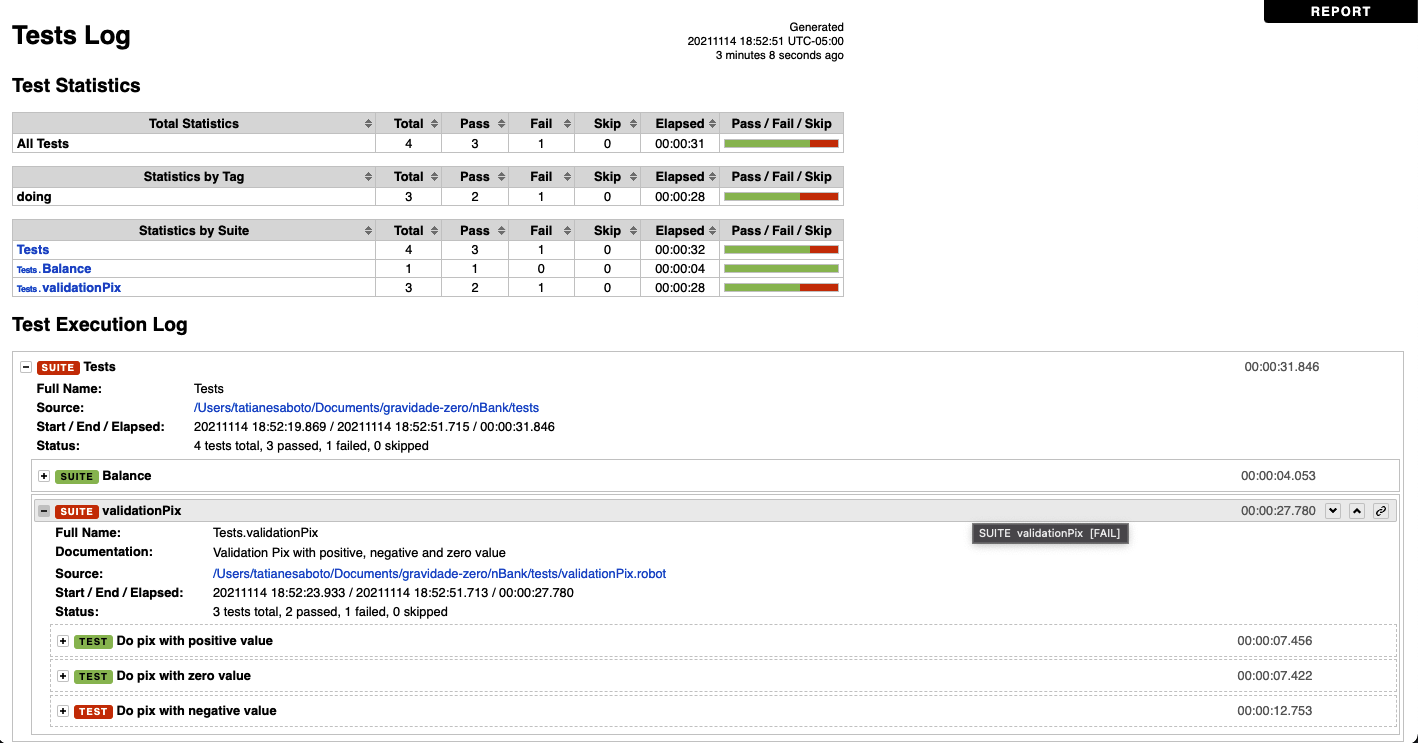 REPORT
Tests Log
Generated
20211114 18:52:51 UTC-05:00
3 minutes 8 seconds ago
Test Statistics
Total Statistics Total Pass Fail Skip Elapsed Pass / Fail / Skip
All Tests 4 3 1 0 00:00:31
Statistics by Tag Total Pass Fail Skip Elapsed Pass / Fail / Skip
doing 3 2 1 0 00:00:28
Statistics by Suite Total Pass Fail Skip Elapsed Pass / Fail / Skip
Tests 4 3 1 0 00:00:32
Tests . Balance 1 1 0 0 00:00:04
Tests . validationPix 3 2 1 0 00:00:28
Test Execution Log
SUITE Tests 00:00:31.846
Full Name: Tests
Source: /Users/tatianesaboto/Documents/gravidade-zero/nBank/tests
Start / End / Elapsed: 20211114 18:52:19.869 / 20211114 18:52:51.715 / 00:00:31.846
Status: 4 tests total, 3 passed, 1 failed, 0 skipped
SUITE Balance 00:00:04.053
SUITE validationPix 00:00:27.780
Full Name: Tests.validationPix
SUITE validationPix [FAIL]
Documentation: Validation Pix with positive, negative and zero value
Source: /Users/tatianesaboto/Documents/gravidade-zero/nBank/tests/validationPix.robot
Start / End / Elapsed: 20211114 18:52:23.933 / 20211114 18:52:51.713 / 00:00:27.780
Status: 3 tests total, 2 passed, 1 failed, 0 skipped
TEST Do pix with positive value 00:00:07.456
TEST Do pix with zero value 00:00:07.422
TEST Do pix with negative value 00:00:12.753